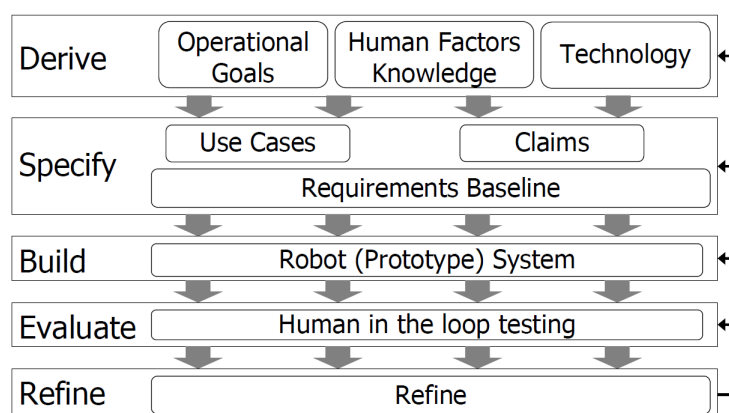 Derive
Operational
Goals
Human Factors
Knowledge
Technology
Specify
Use Cases
Claims
Requirements Baseline
Build
Robot (Prototype) System
Evaluate
Human in the loop testing
Refine
Refine